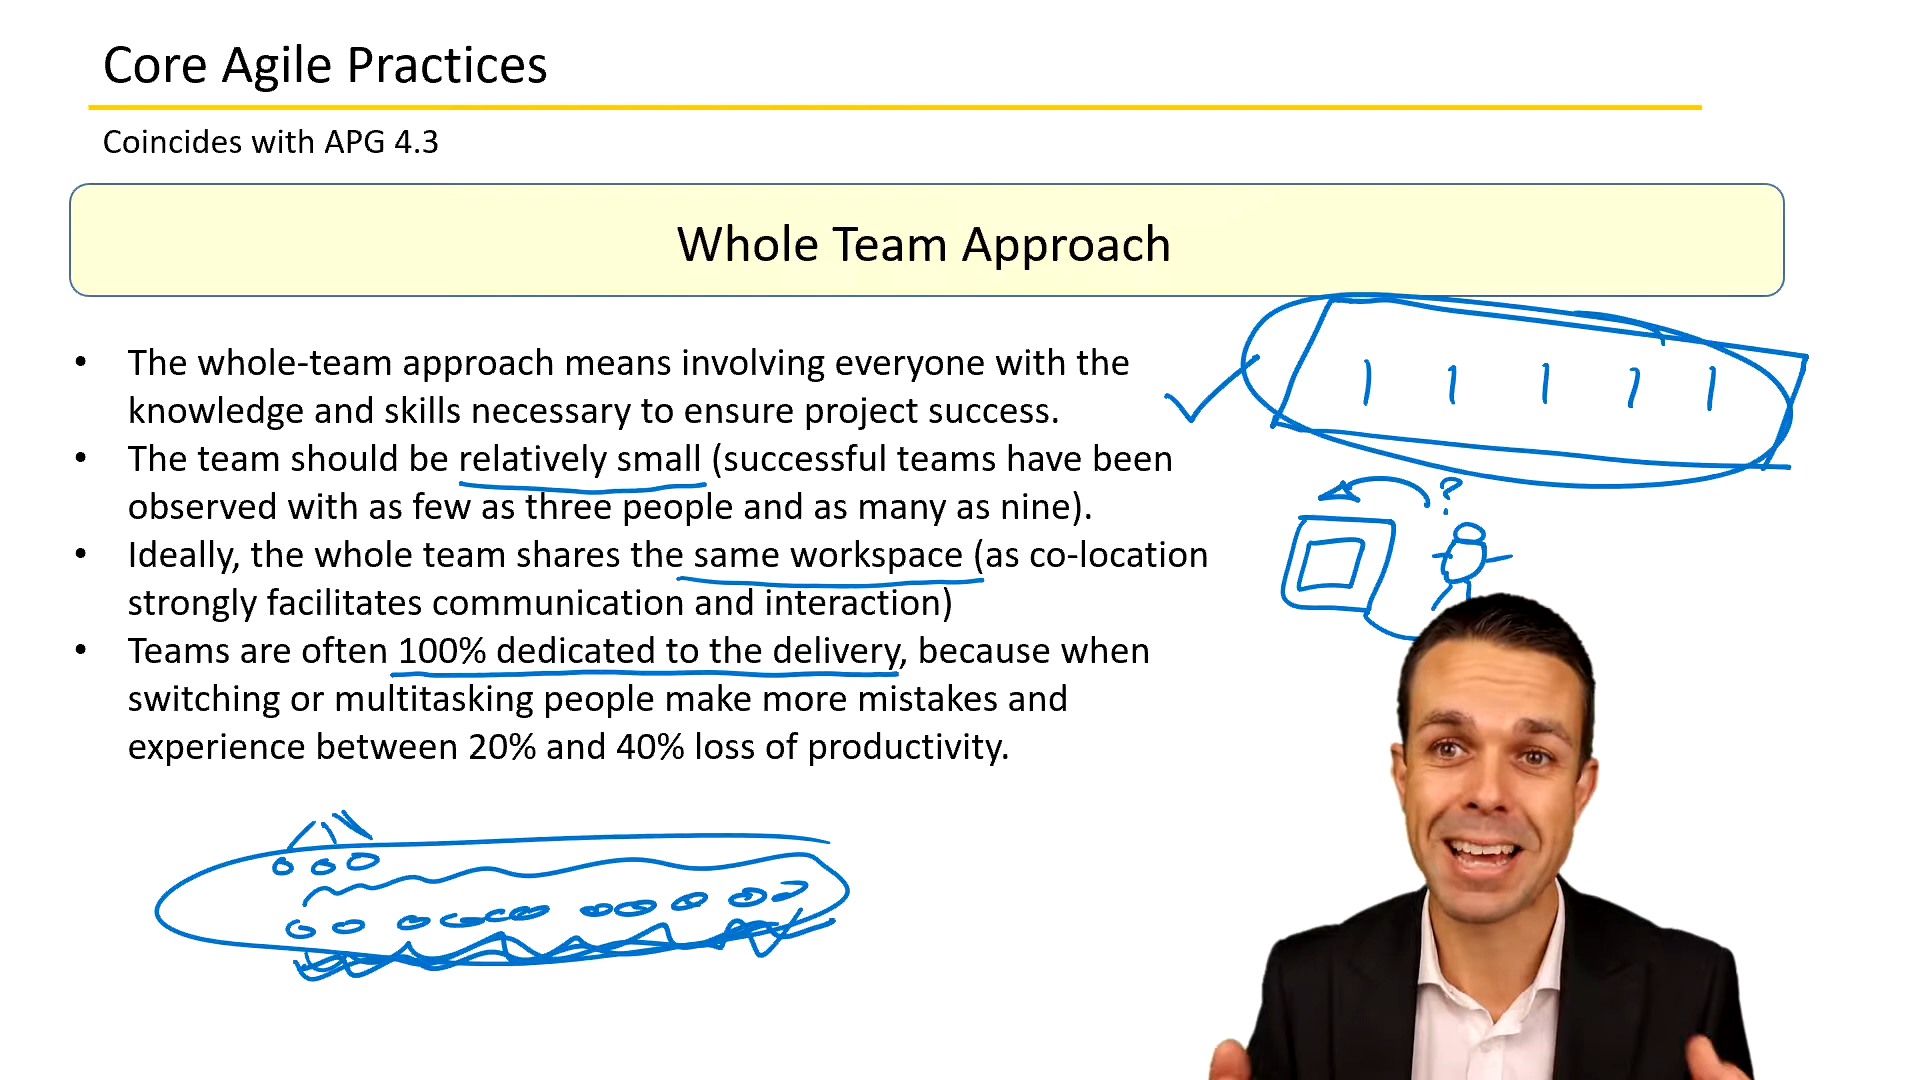 Core Agile Practices
Coincides with APG 4.3
Whole Team Approach
• The whole-team approach means involving everyone with the
knowledge and skills necessary to ensure project success.
• The team should be relatively small (successful teams have been
observed with as few as three people and as many as nine).
• Ideally, the whole team shares the same workspace (as co-location
strongly facilitates communication and interaction)
• Teams are often 100% dedicated to the delivery, because when
switching or multitasking people make more mistakes and
experience between 20% and 40% loss of productivity.
?